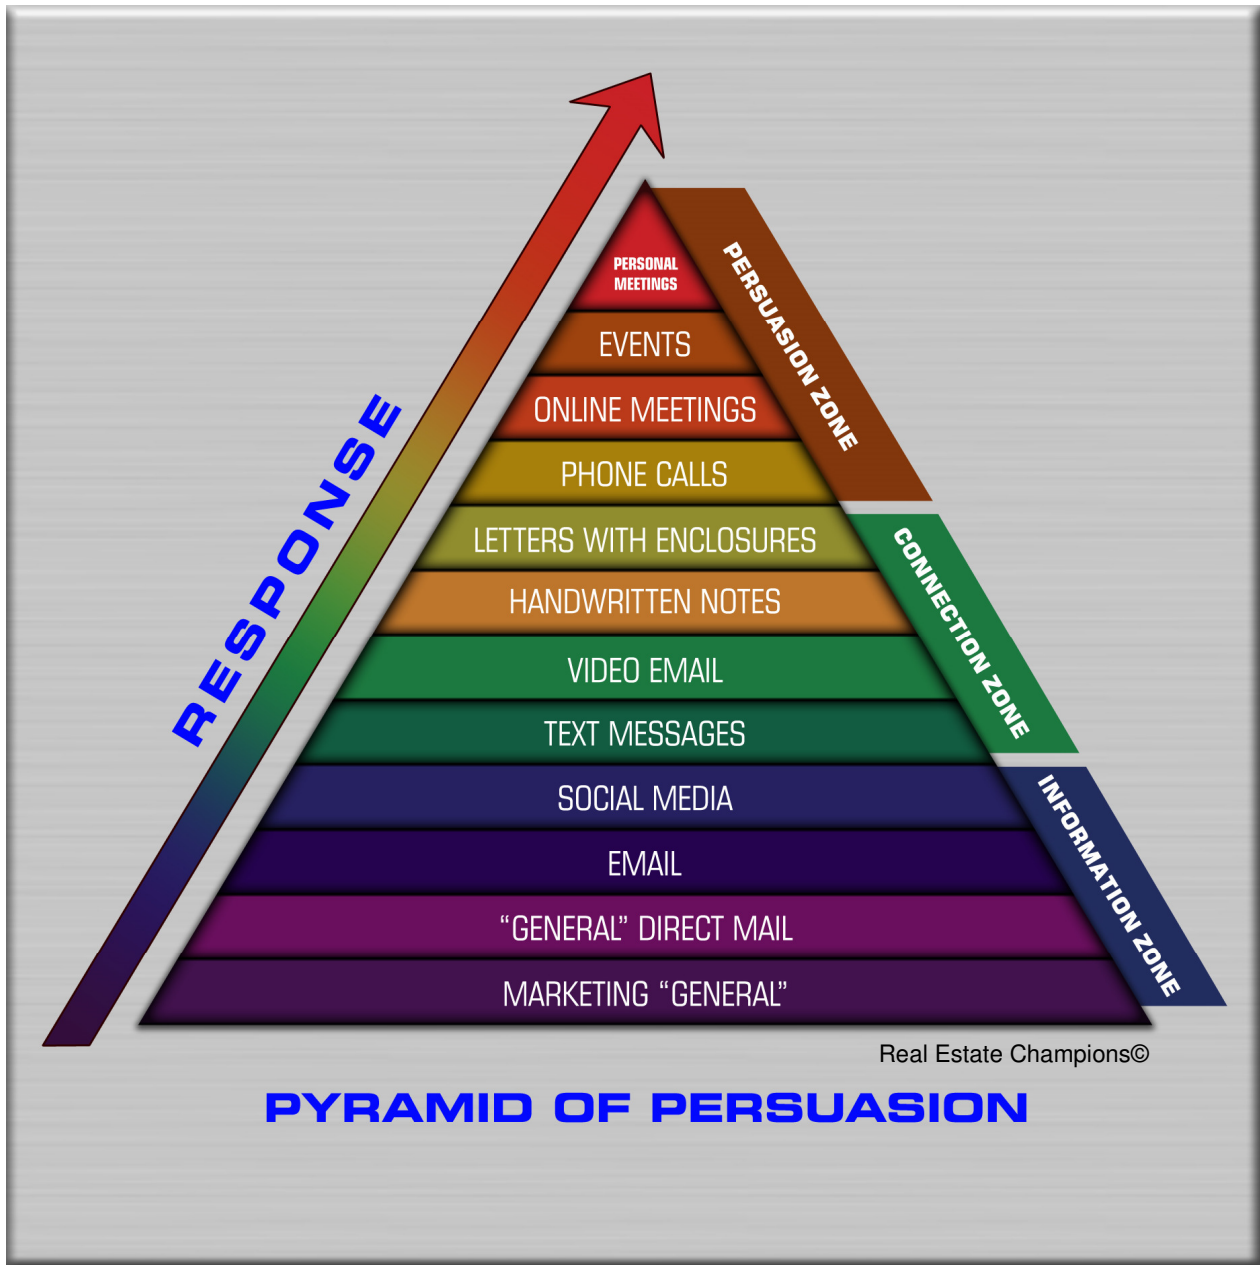 PERSONAL
MEETINGS
EVENTS
ONLINE MEETINGS
PHONE CALLS
LETTERS WITH ENCLOSURES
HANDWRITTEN NOTES
VIDEO EMAIL
TEXT MESSAGES
SOCIAL MEDIA
EMAIL
“GENERAL” DIRECT MAIL
MARKETING “GENERAL”
RESPONSE
PERSUASION ZONE
CONNECTION ZONE
INFORMATION ZONE
Real Estate Champions©
PYRAMID OF PERSUASION